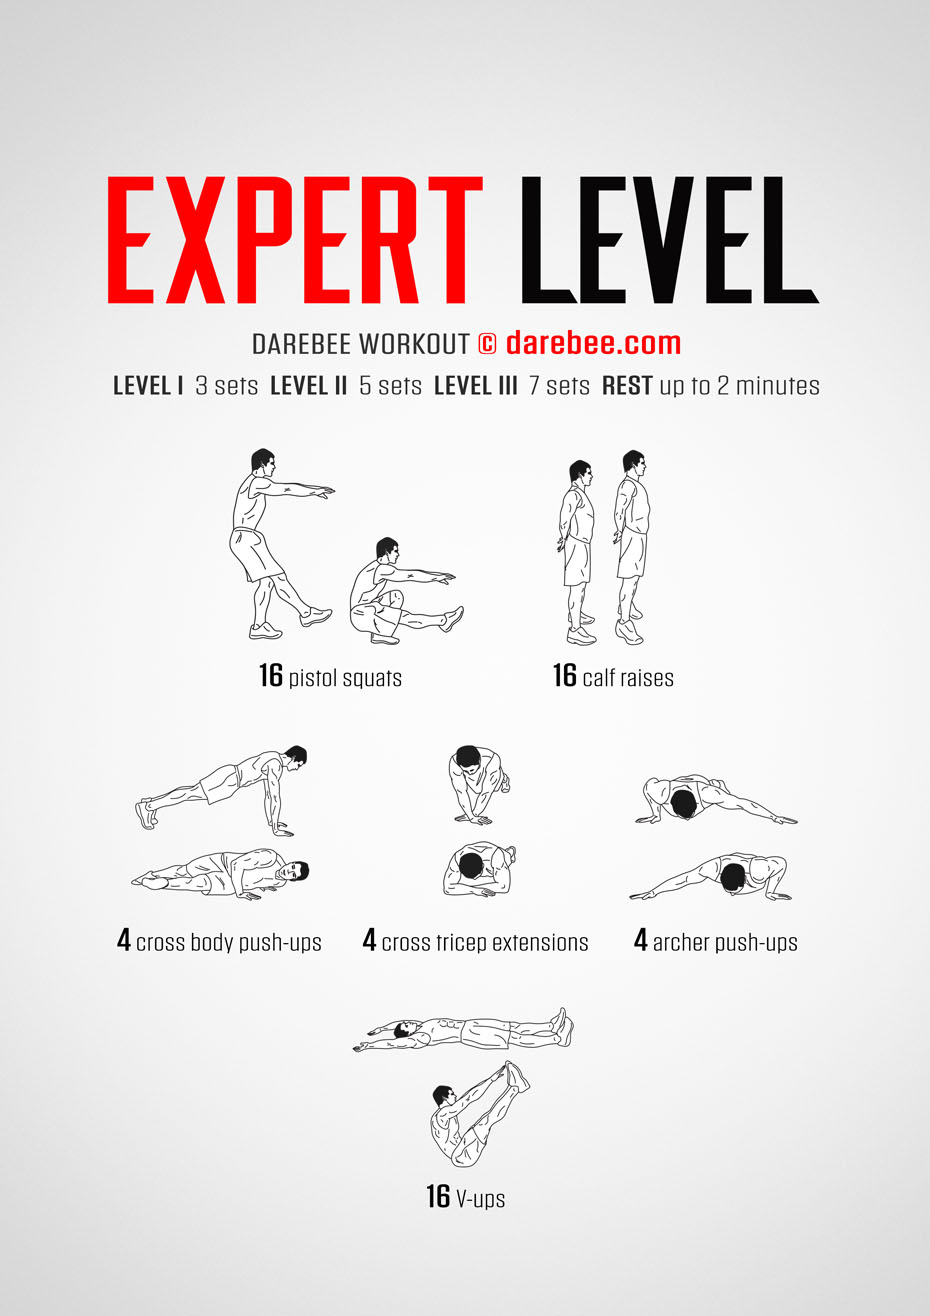 EXPERT LEVEL
DAREBEE WORKOUT © darebee.com
LEVEL I 3 sets LEVEL II 5 sets LEVEL III 7 sets REST up to 2 minutes
16 pistol squats
16 calf raises
4 cross body push-ups
4 cross tricep extensions
4 archer push-ups
16 V-ups